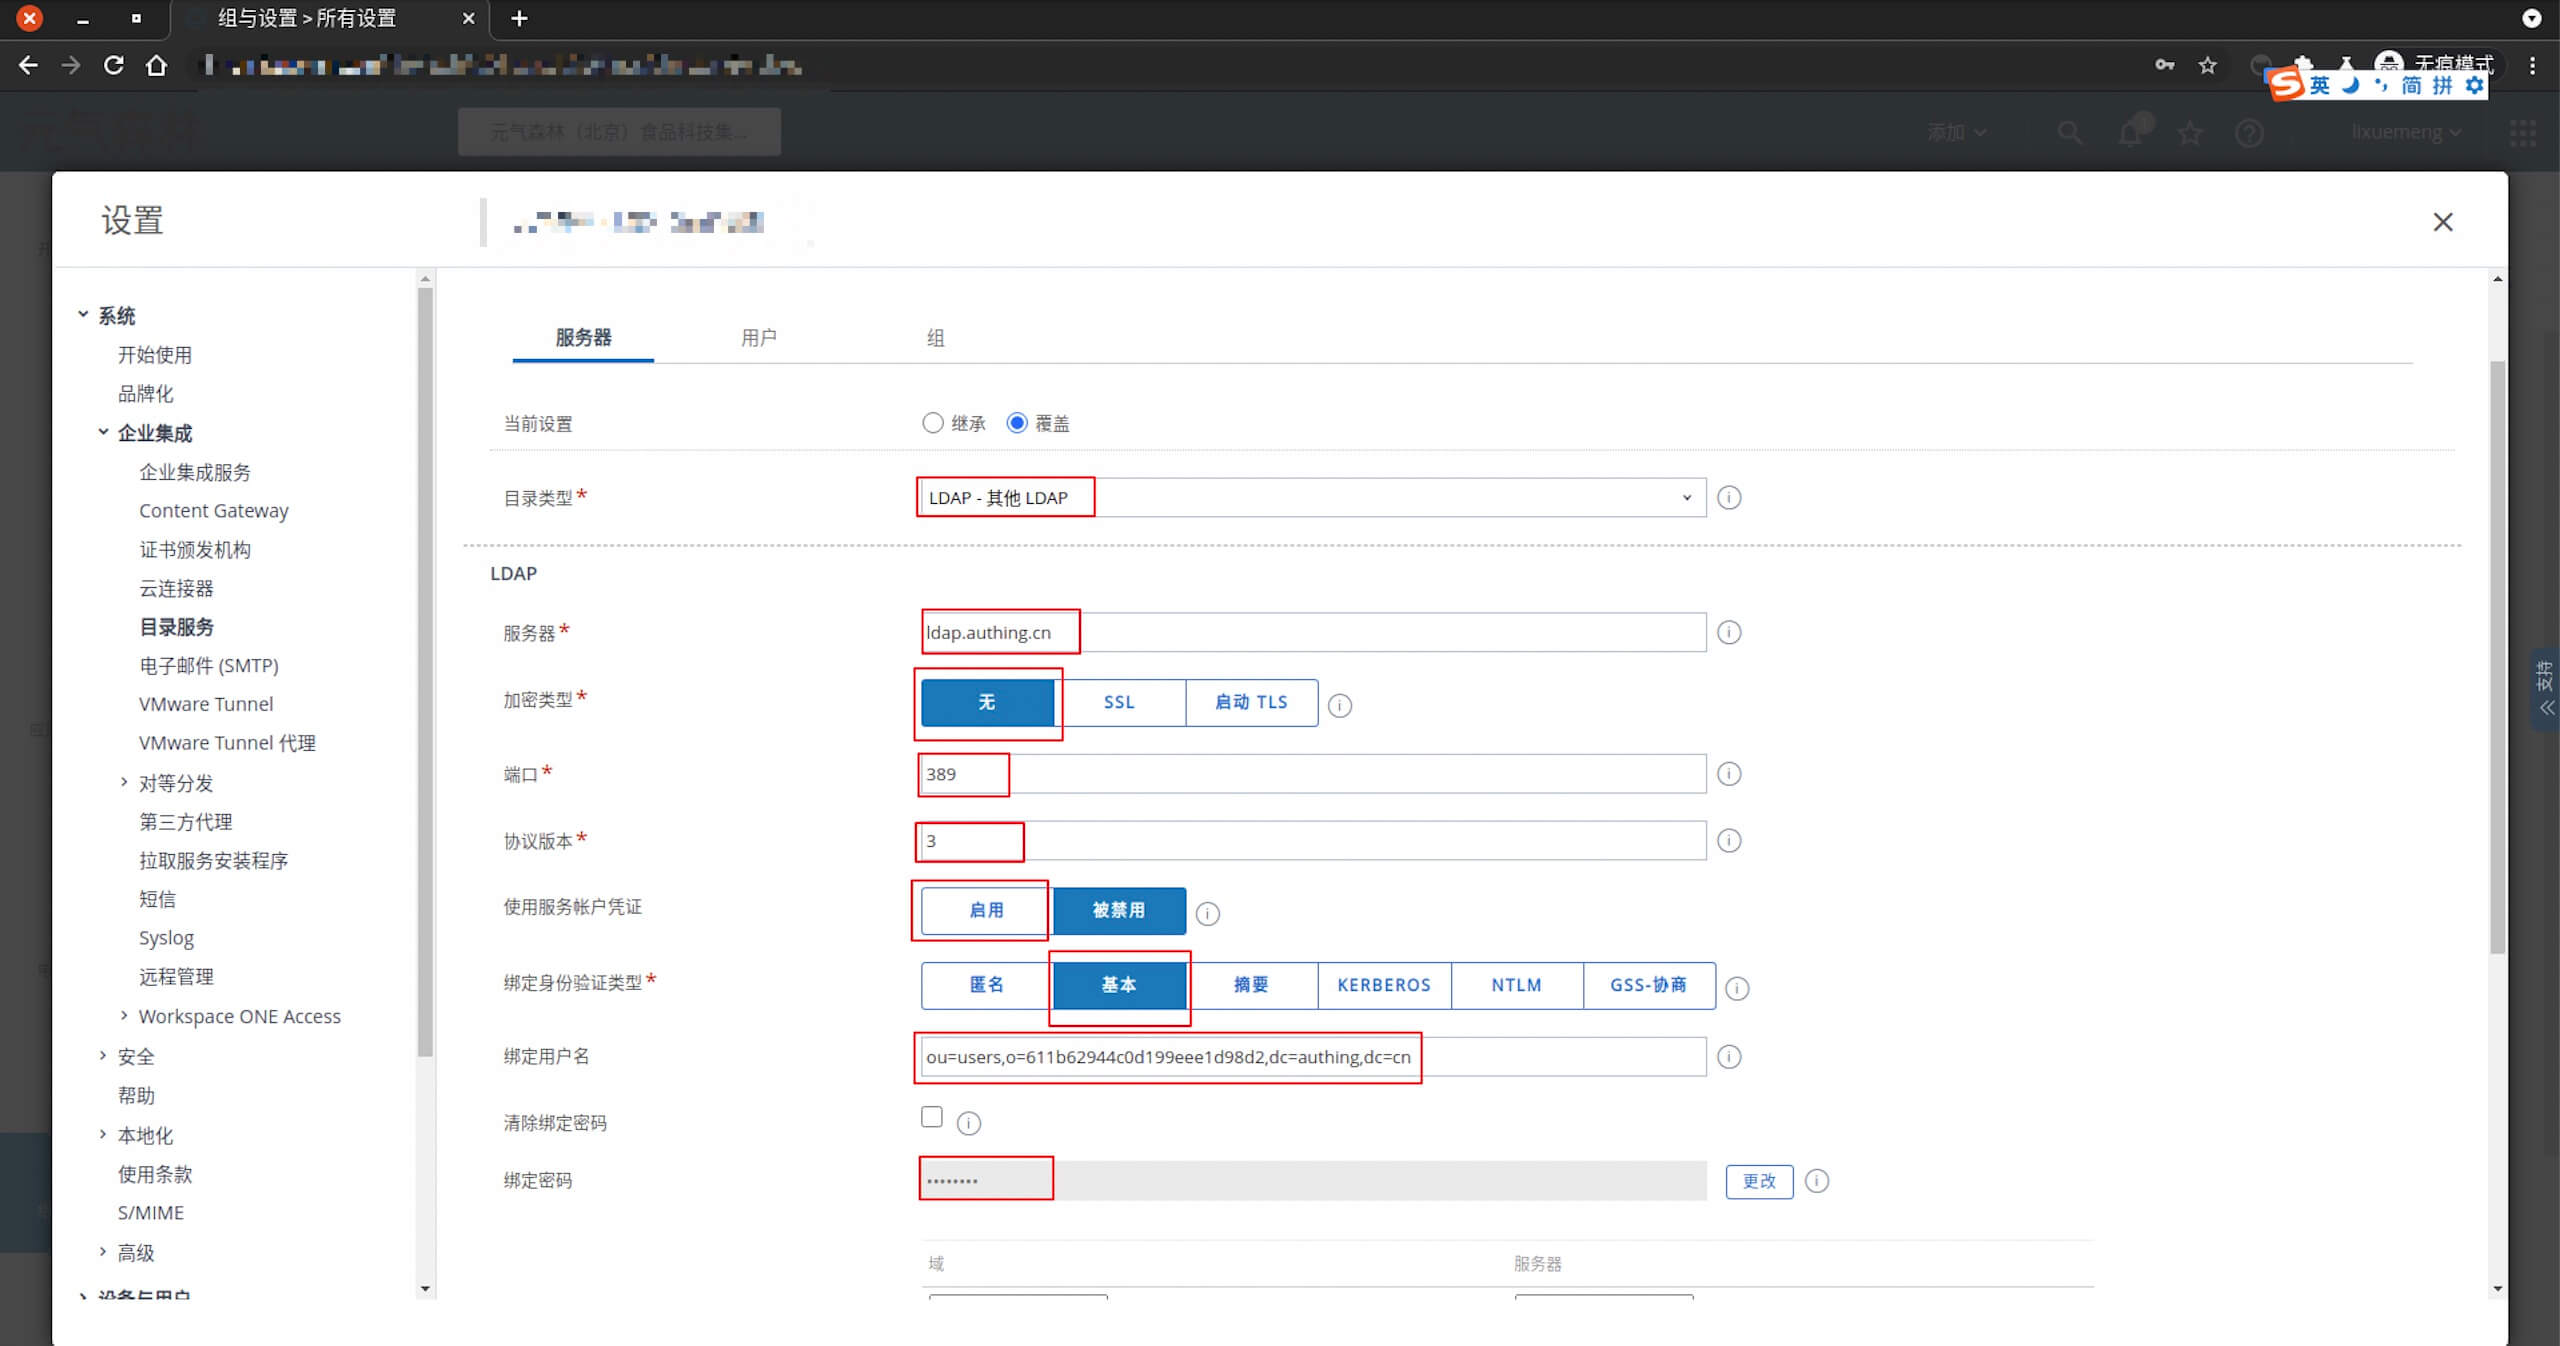 组与设置 > 所有设置
无痕模式
英 简 拼
元气森林
元气森林（北京）食品科技集...
添加
lixuemeng
设置
系统
开始使用
品牌化
企业集成
企业集成服务
Content Gateway
证书颁发机构
云连接器
目录服务
电子邮件 (SMTP)
VMware Tunnel
VMware Tunnel 代理
对等分发
第三方代理
拉取服务安装程序
短信
Syslog
远程管理
Workspace ONE Access
安全
帮助
本地化
使用条款
S/MIME
高级
设备与用户
服务器 用户 组
当前设置 继承 覆盖
目录类型* LDAP - 其他 LDAP
LDAP
服务器* ldap.authing.cn
加密类型* 无 SSL 启动 TLS
端口* 389
协议版本* 3
使用服务帐户凭证 启用 被禁用
绑定身份验证类型* 匿名 基本 摘要 KERBEROS NTLM GSS-协商
绑定用户名 ou=users,o=611b62944c0d199eee1d98d2,dc=authing,dc=cn
清除绑定密码
绑定密码 •••••••• 更改
域 服务器
支持